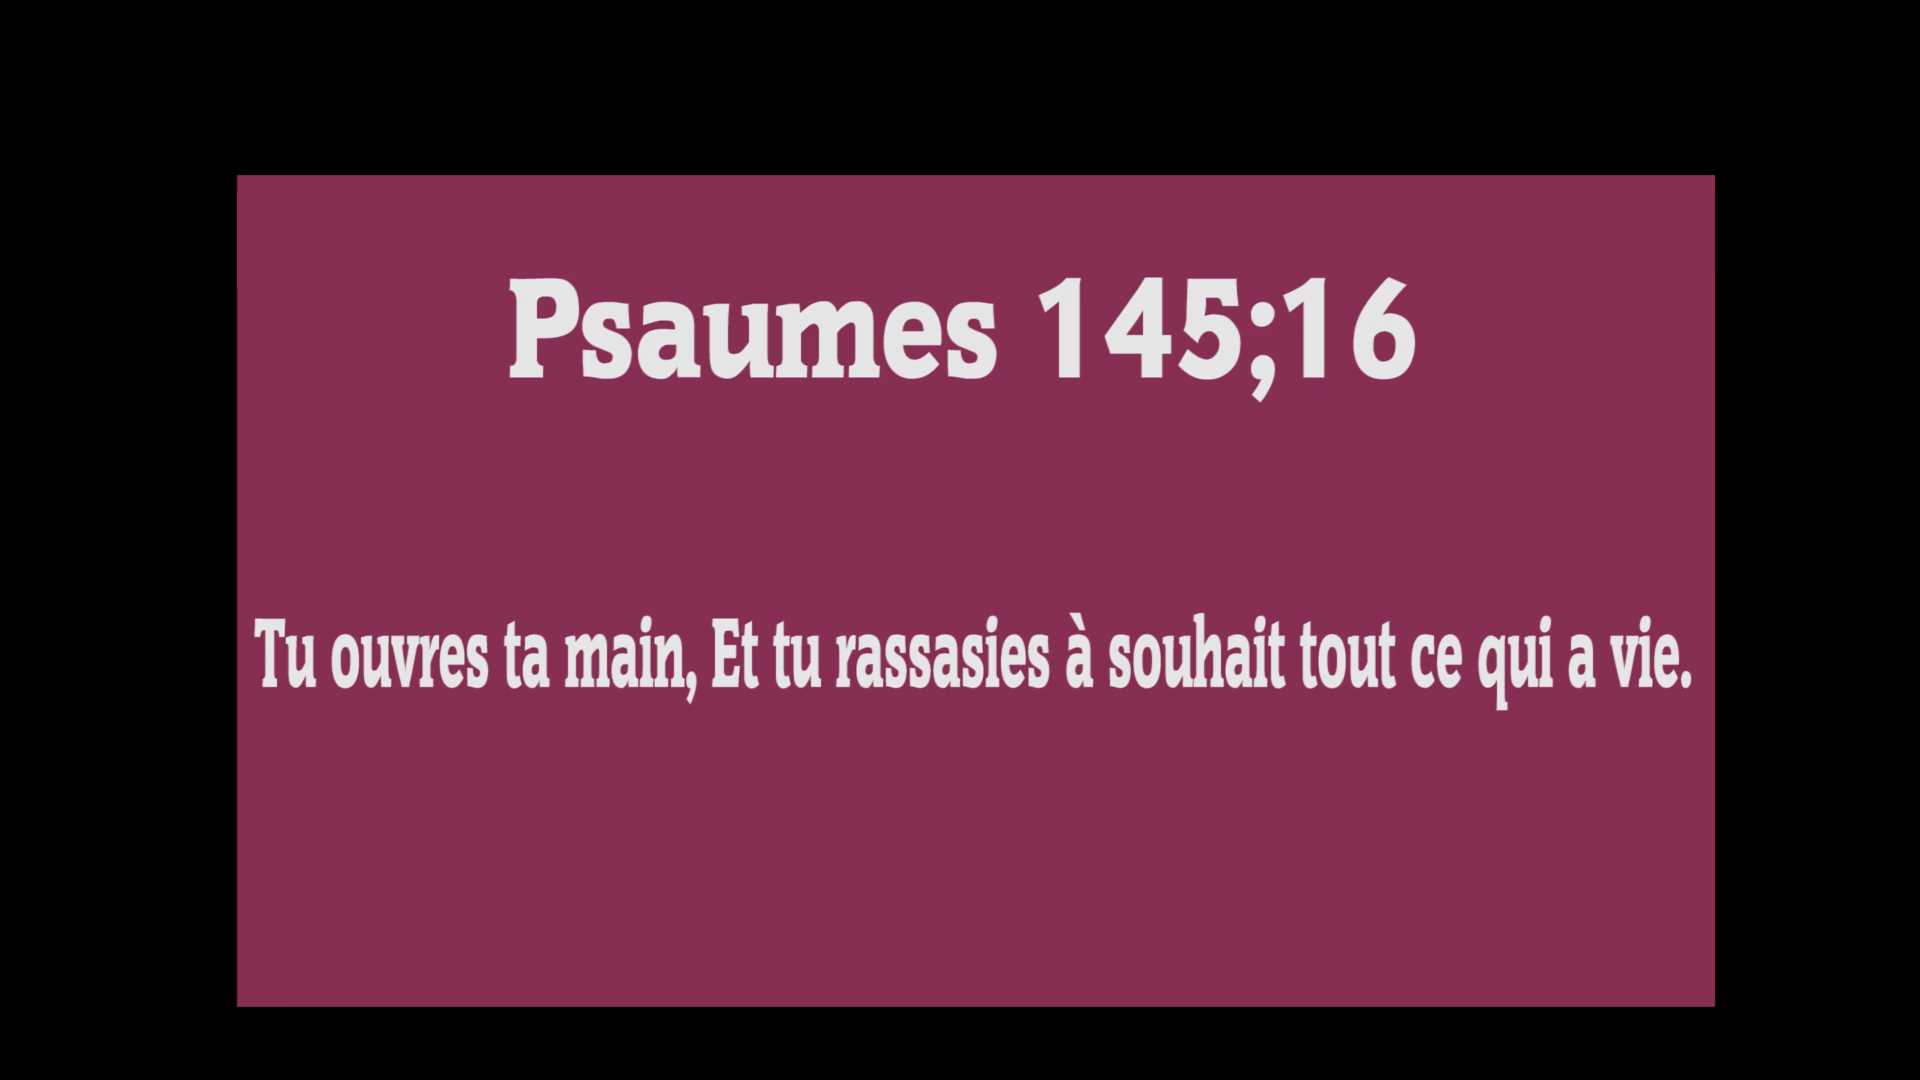 Psaumes 145;16
Tu ouvres ta main, Et tu rassasies à souhait tout ce qui a vie.